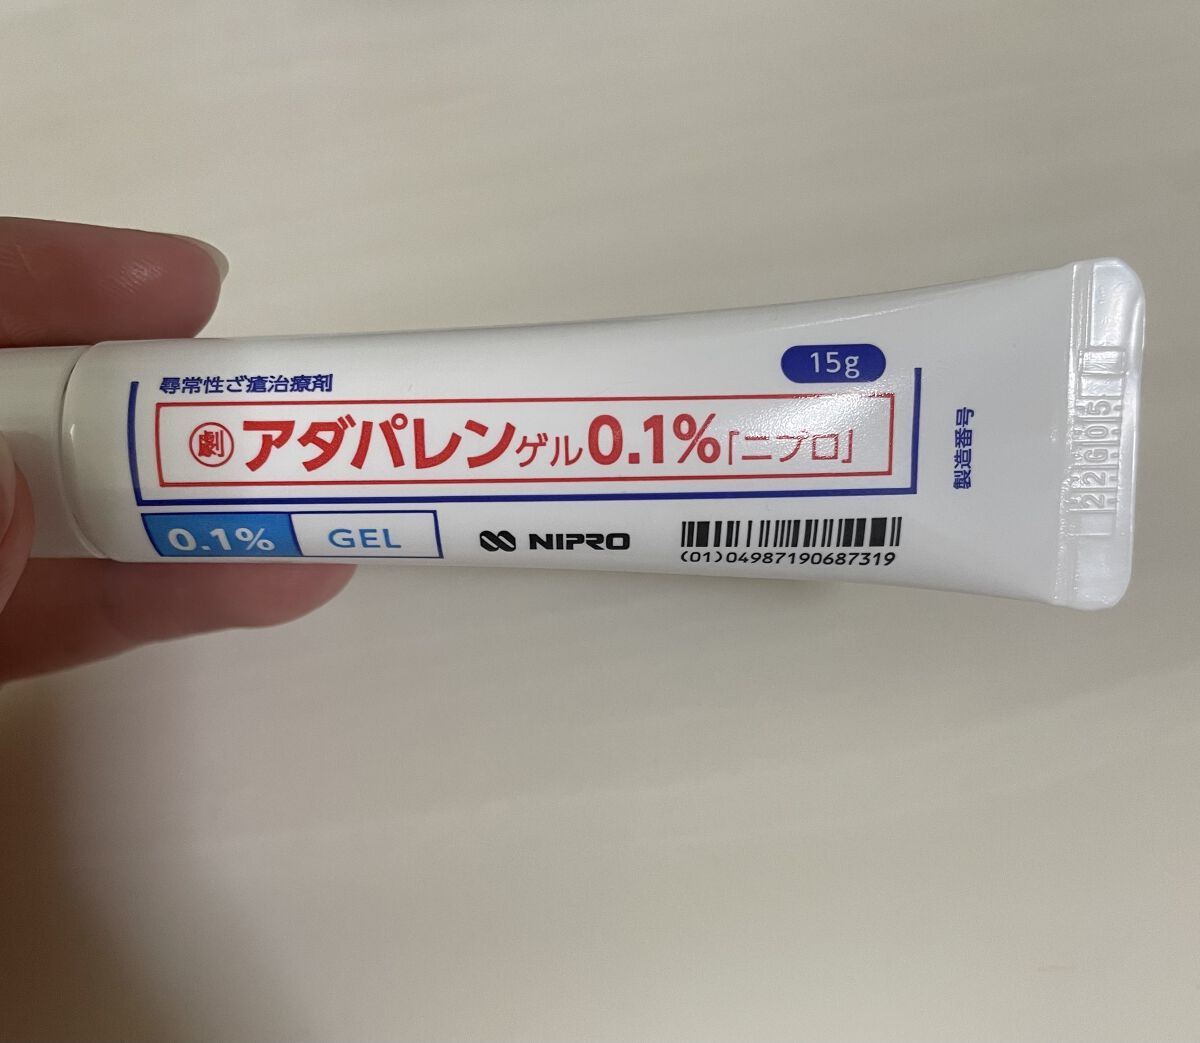 15g
尋常性ざ瘡治療剤
劇 アダパレンゲル0.1%「ニプロ」
0.1% GEL NIPRO
(01)04987190687319
製造番号
22G05